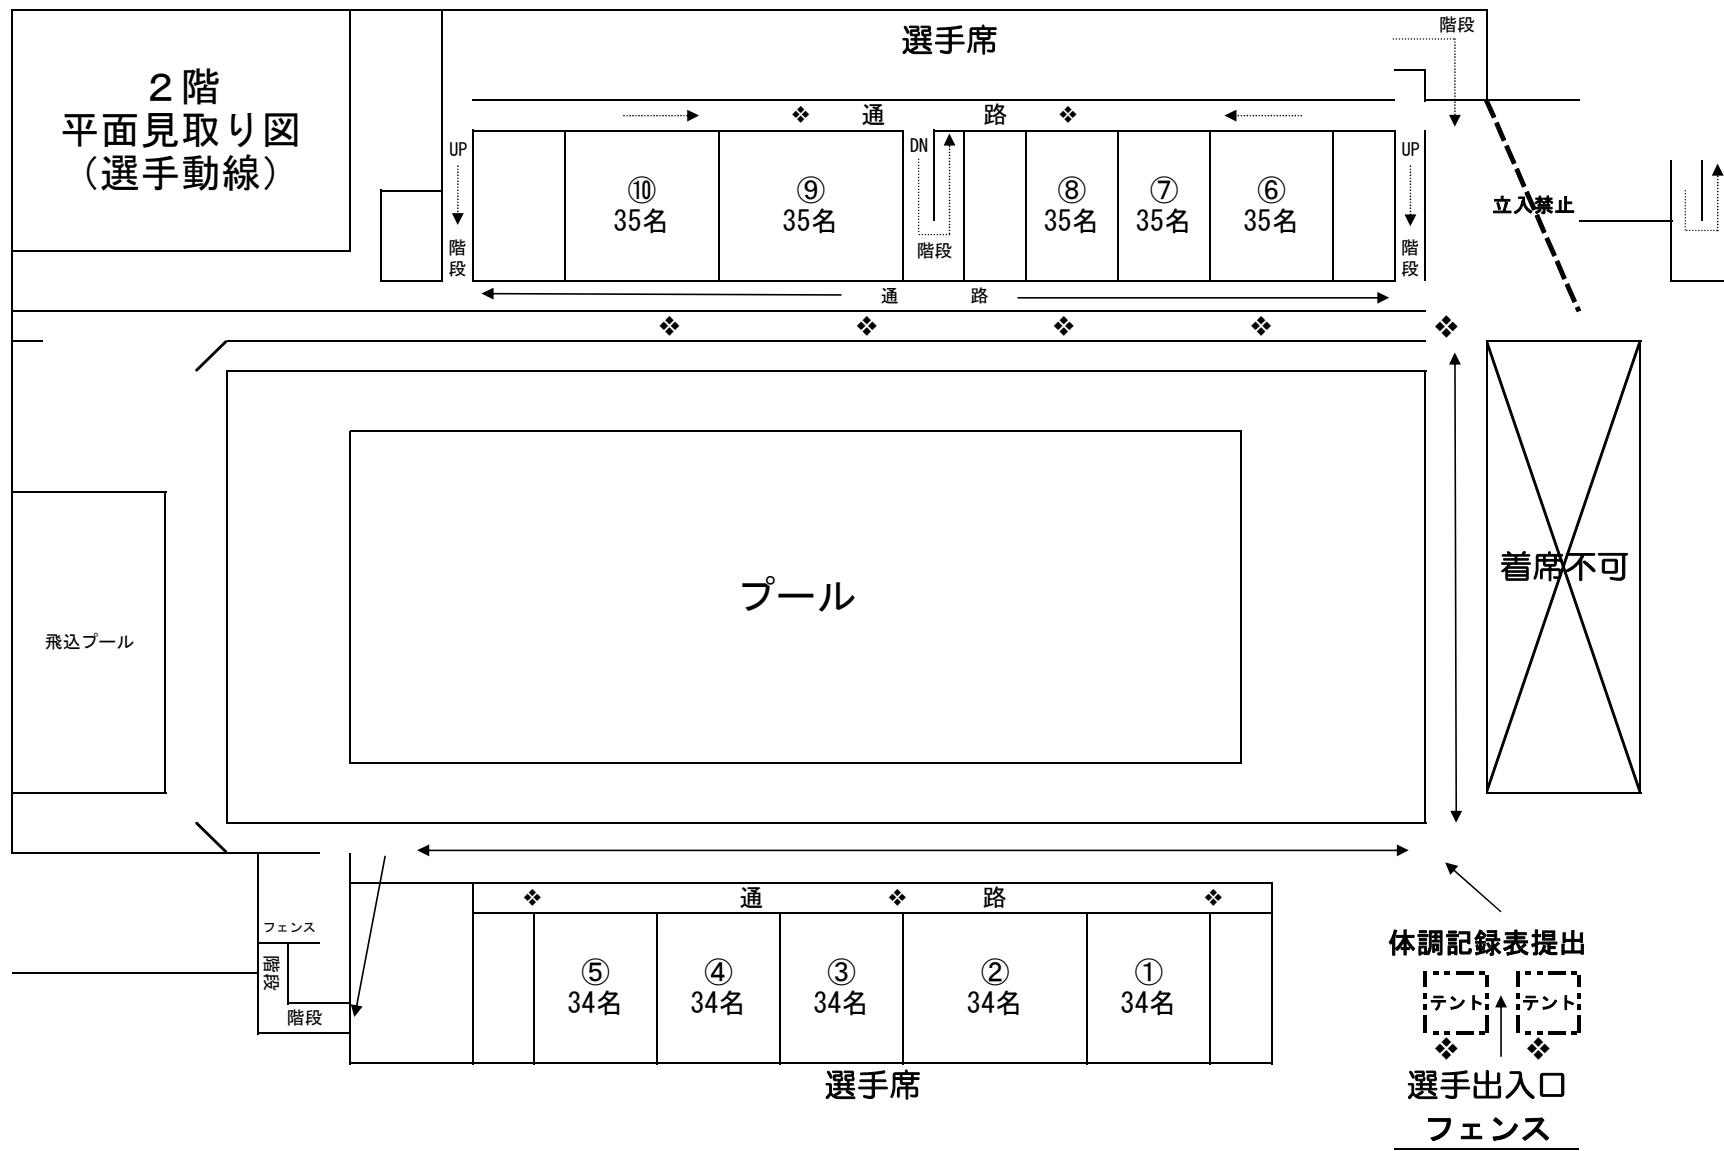 ２階
平面見取り図
（選手動線）
選手席
階段
❖ 通 路 ❖
UP
DN
UP
⑩
35名
⑨
35名
⑧
35名
⑦
35名
⑥
35名
立入禁止
階段
階段
階段
通 路
❖ ❖ ❖ ❖ ❖
プール
着席不可
飛込プール
❖ 通 ❖ 路 ❖
フェンス
階段
階段
⑤
34名
④
34名
③
34名
②
34名
①
34名
選手席
体調記録表提出
テント
テント
❖ ❖
選手出入口
フェンス